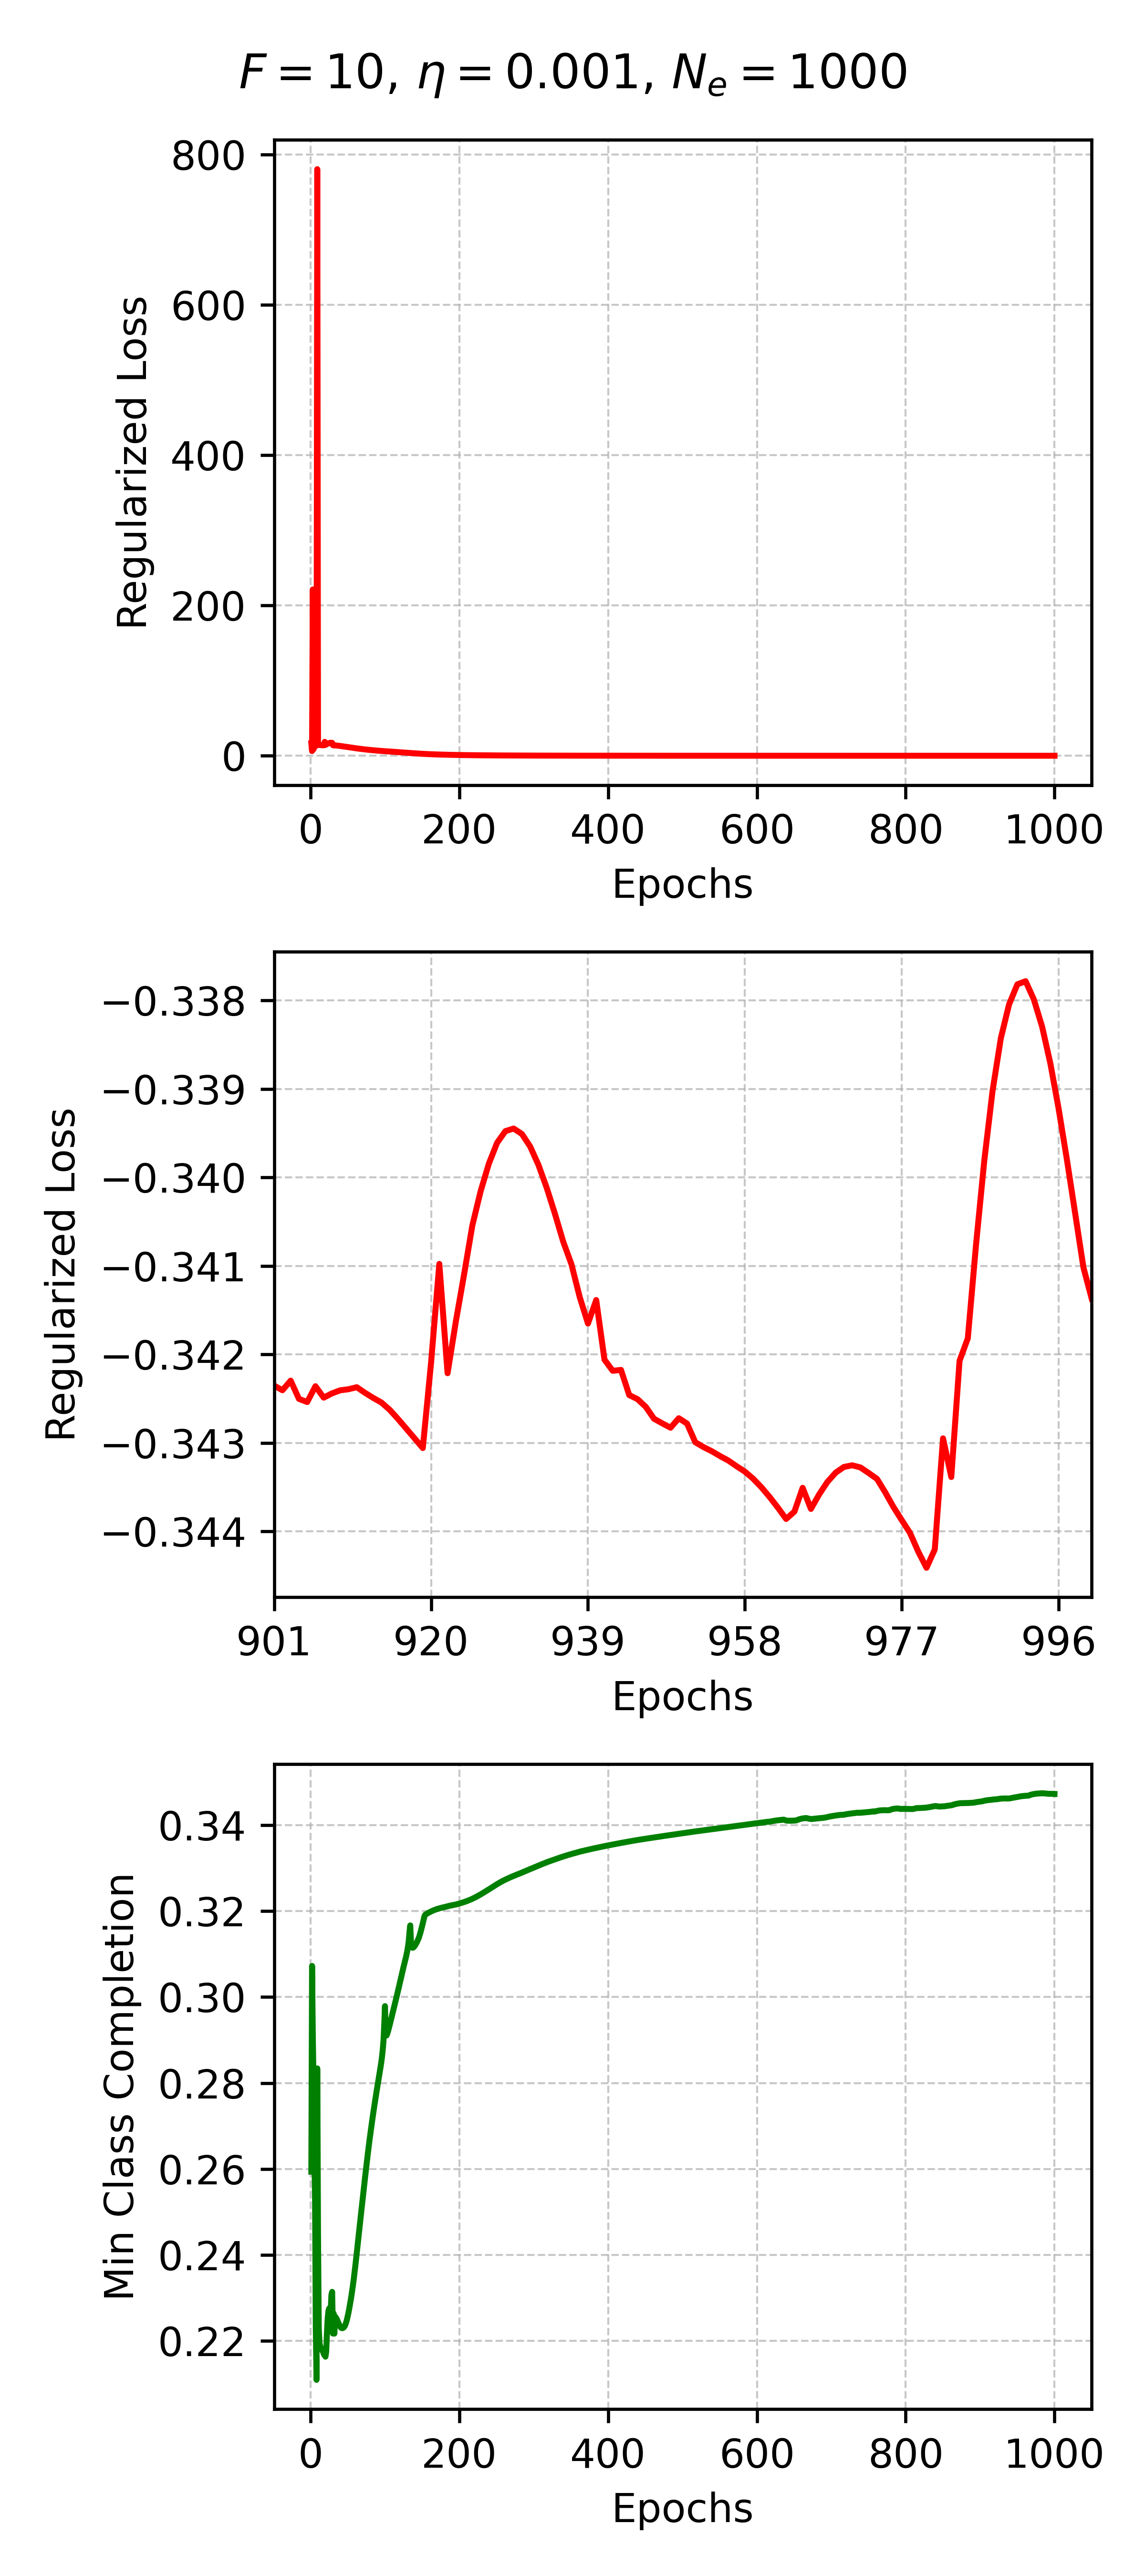 F = 10, η = 0.001, Nₑ = 1000
800
600
400
200
0
Regularized Loss
0 200 400 600 800 1000
Epochs
−0.338
−0.339
−0.340
−0.341
−0.342
−0.343
−0.344
Regularized Loss
901 920 939 958 977 996
Epochs
0.34
0.32
0.30
0.28
0.26
0.24
0.22
Min Class Completion
0 200 400 600 800 1000
Epochs